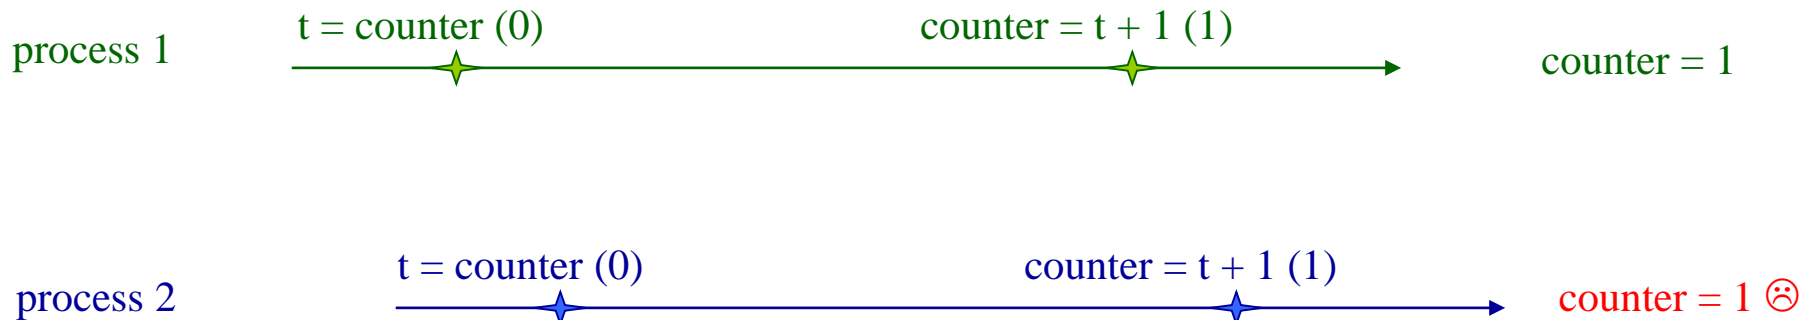 t = counter (0) counter = t + 1 (1)
process 1 counter = 1
t = counter (0) counter = t + 1 (1)
process 2 counter = 1 ☹